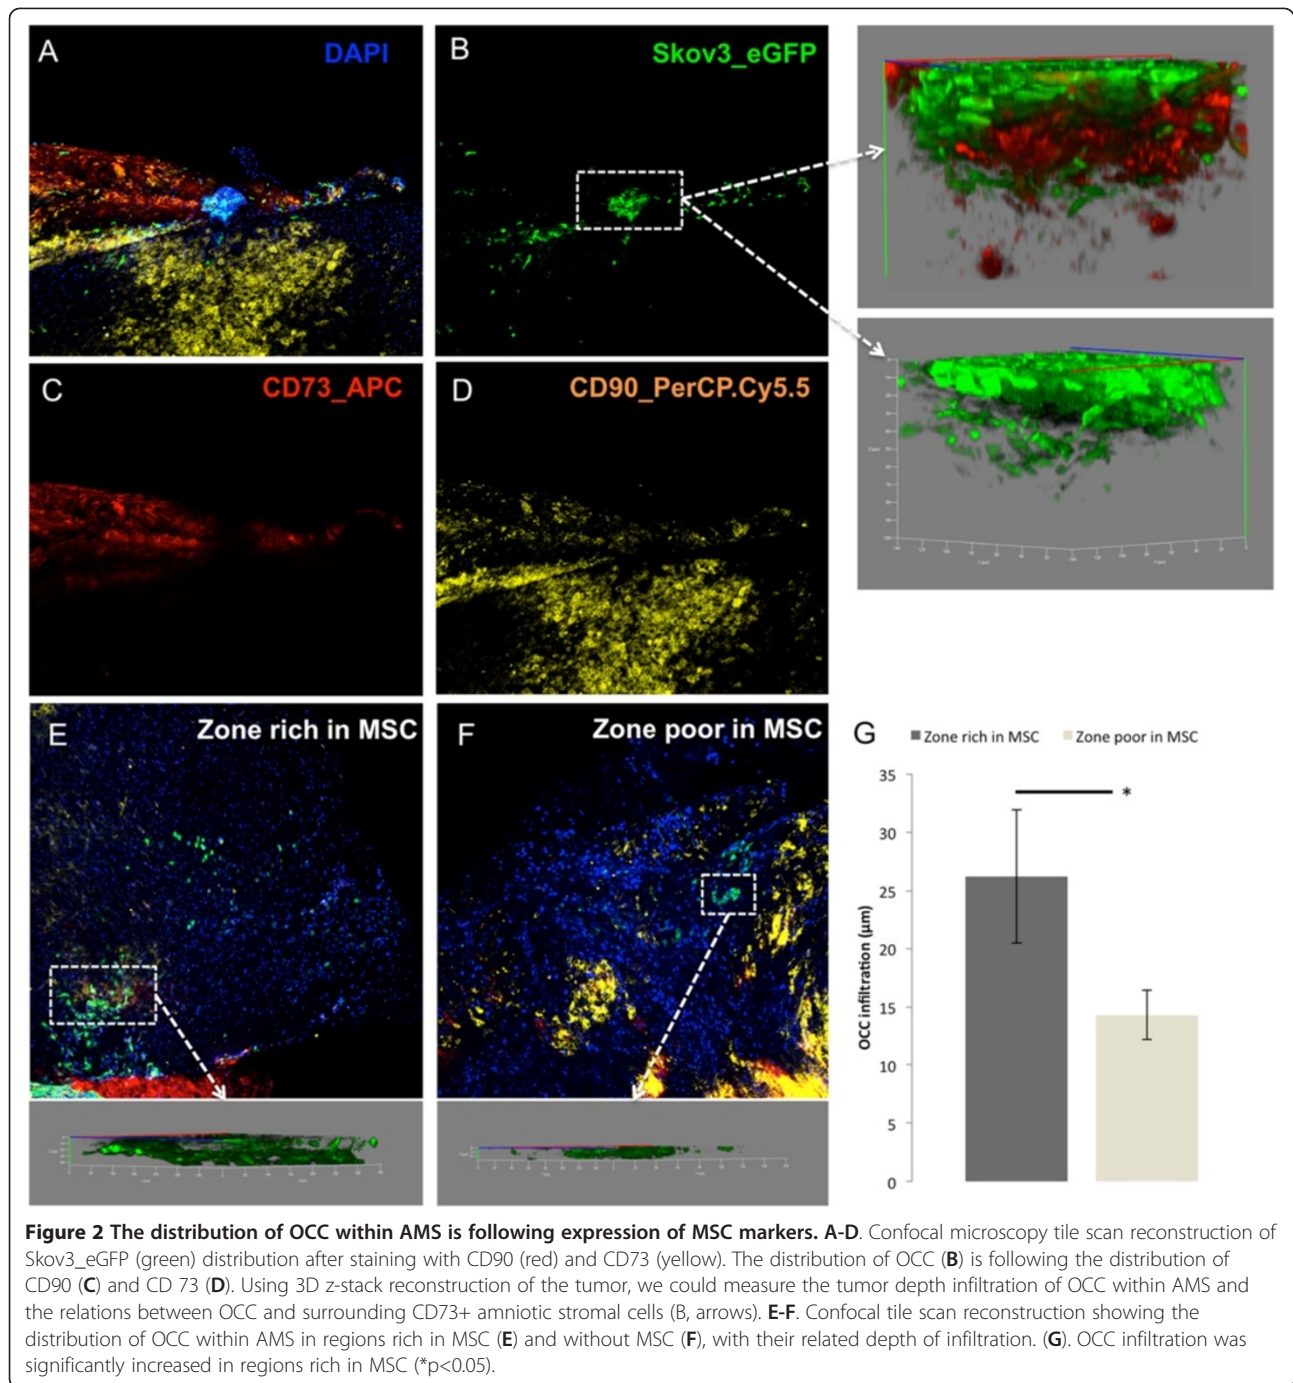 A
DAPI
B
Skov3_eGFP
C
CD73_APC
D
CD90_PerCP.Cy5.5
E
Zone rich in MSC
F
Zone poor in MSC
G
Zone rich in MSC
Zone poor in MSC
35
30
25
20
15
10
5
0
OCC infiltration (µm)
*
Figure 2 The distribution of OCC within AMS is following expression of MSC markers. A-D. Confocal microscopy tile scan reconstruction of
Skov3_eGFP (green) distribution after staining with CD90 (red) and CD73 (yellow). The distribution of OCC (B) is following the distribution of
CD90 (C) and CD 73 (D). Using 3D z-stack reconstruction of the tumor, we could measure the tumor depth infiltration of OCC within AMS and
the relations between OCC and surrounding CD73+ amniotic stromal cells (B, arrows). E-F. Confocal tile scan reconstruction showing the
distribution of OCC within AMS in regions rich in MSC (E) and without MSC (F), with their related depth of infiltration. (G). OCC infiltration was
significantly increased in regions rich in MSC (*p<0.05).